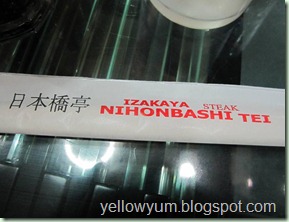 日本橋亭
IZAKAYA STEAK
NIHONBASHI TEI
yellowyum.blogspot.com